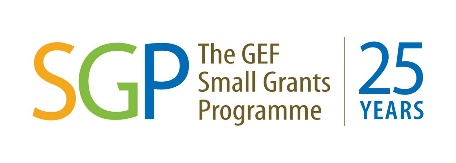 SGP
The GEF
Small Grants
Programme
25
YEARS